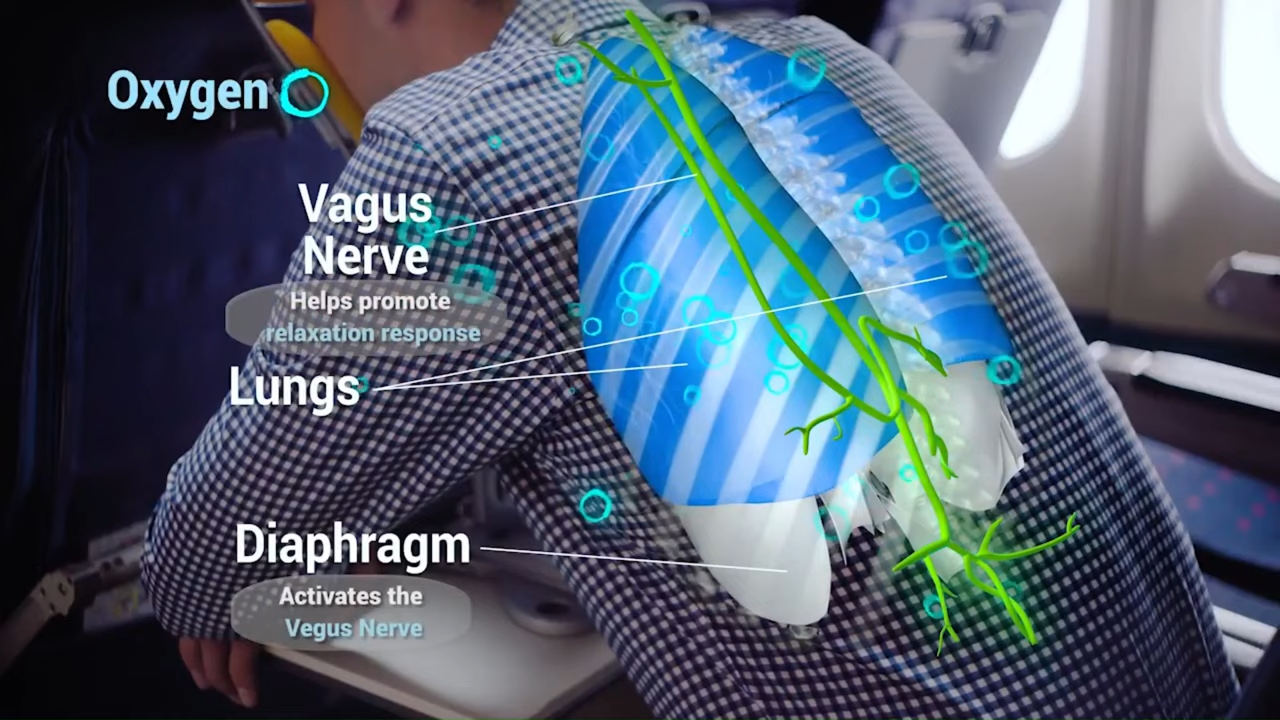 Oxygen
Vagus
Nerve
Helps promote
relaxation response
Lungs
Diaphragm
Activates the
Vegus Nerve